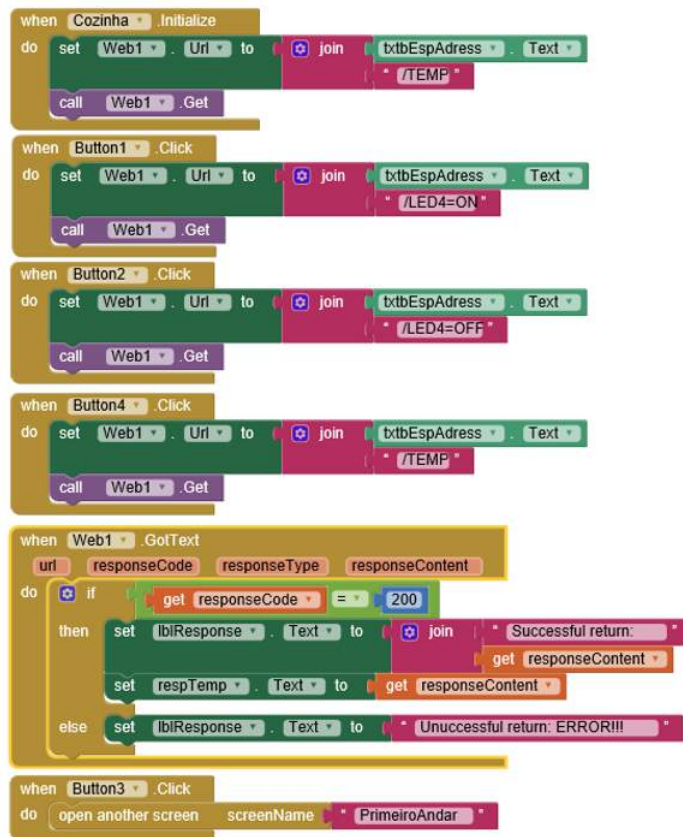 when Cozinha .Initialize
do set Web1 . Url to join txtbEspAdress . Text
" /TEMP "
call Web1 .Get
when Button1 .Click
do set Web1 . Url to join txtbEspAdress . Text
" /LED4=ON "
call Web1 .Get
when Button2 .Click
do set Web1 . Url to join txtbEspAdress . Text
" /LED4=OFF "
call Web1 .Get
when Button4 .Click
do set Web1 . Url to join txtbEspAdress . Text
" /TEMP "
call Web1 .Get
when Web1 .GotText
url responseCode responseType responseContent
do if get responseCode = 200
then set lblResponse . Text to join " Successful return: "
get responseContent
set respTemp . Text to get responseContent
else set lblResponse . Text to " Unuccessful return: ERROR!!! "
when Button3 .Click
do open another screen screenName " PrimeiroAndar "